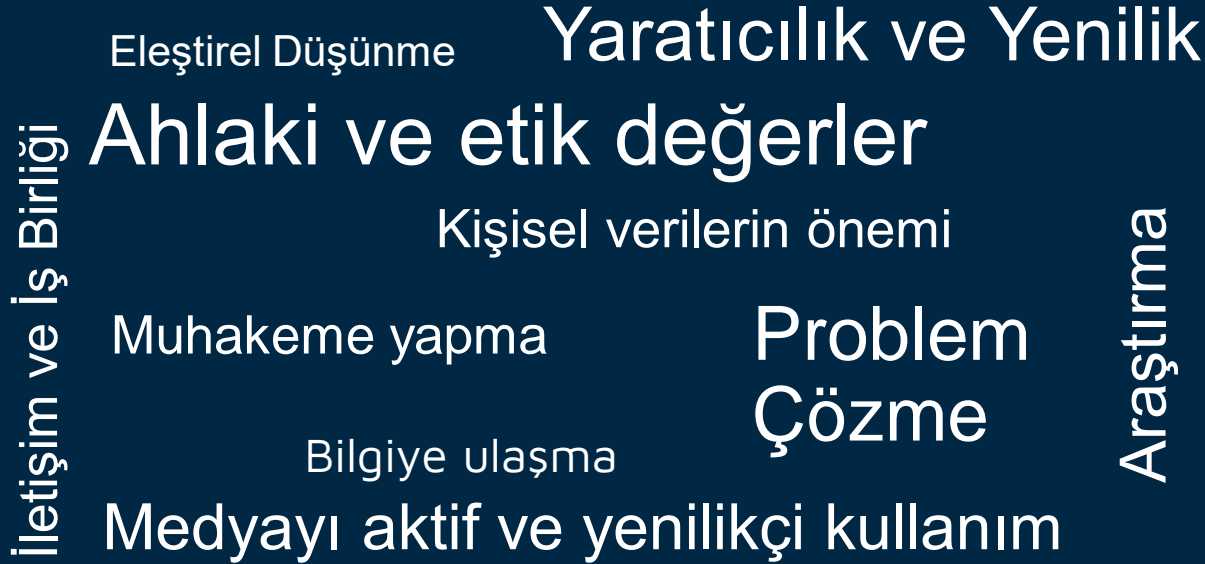 Eleştirel Düşünme
Yaratıcılık ve Yenilik
Ahlaki ve etik değerler
İletişim ve İş Birliği
Kişisel verilerin önemi
Araştırma
Muhakeme yapma
Problem
Çözme
Bilgiye ulaşma
Medyayı aktif ve yenilikçi kullanım